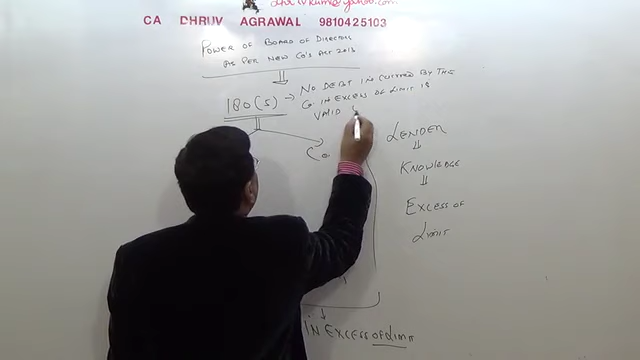 CA DHRUV AGRAWAL 9810425103
POWER OF BOARD OF DIRECTORS
AS PER NEW CO'S ACT 2013
180(5) → NO DEBT INCURRED BY THE
Co. IN EXCESS OF LIMIT IS
VALID
Co.
LENDER
KNOWLEDGE
EXCESS OF
LIMIT
IN EXCESS OF LIMIT